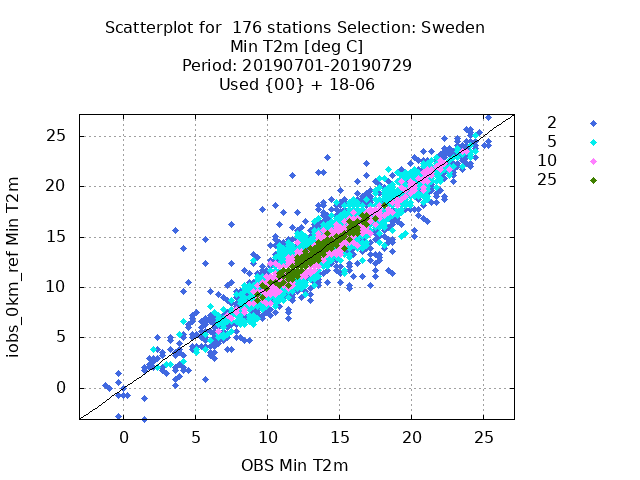 Scatterplot for  176 stations Selection: Sweden
Min T2m [deg C]
Period: 20190701-20190729
Used {00} + 18-06
2
5
10
25
iobs_0km_ref Min T2m
25
20
15
10
5
0
0 5 10 15 20 25
OBS Min T2m